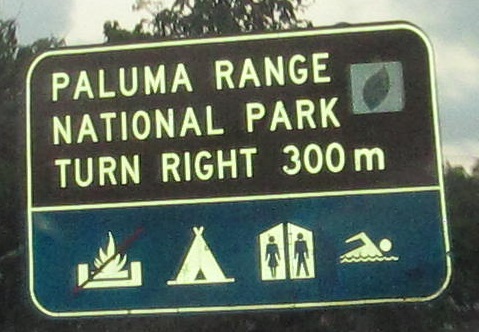 PALUMA RANGE
NATIONAL PARK
TURN RIGHT 300 m